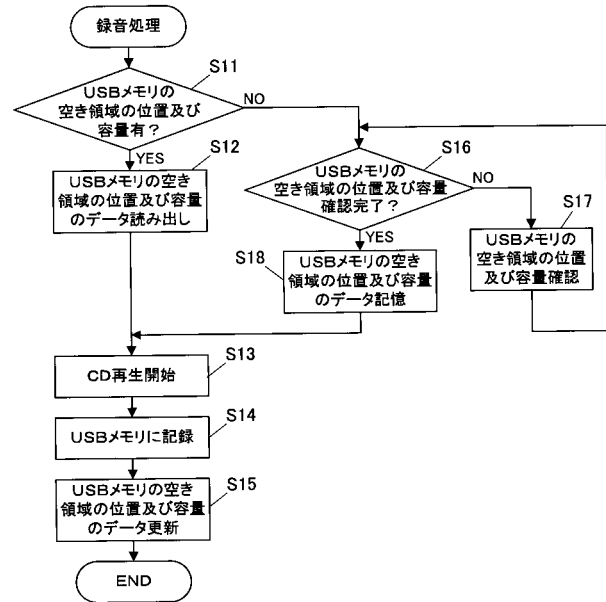 録音処理
S11
USBメモリの
空き領域の位置及び
容量有？
NO
YES
S12
USBメモリの空き
領域の位置及び容量
のデータ読み出し
S16
USBメモリの
空き領域の位置及び容量
確認完了？
NO
YES
S17
USBメモリの
空き領域の位置
及び容量確認
S18
USBメモリの空き
領域の位置及び容量
のデータ記憶
S13
CD再生開始
S14
USBメモリに記録
S15
USBメモリの空き
領域の位置及び容量
のデータ更新
END